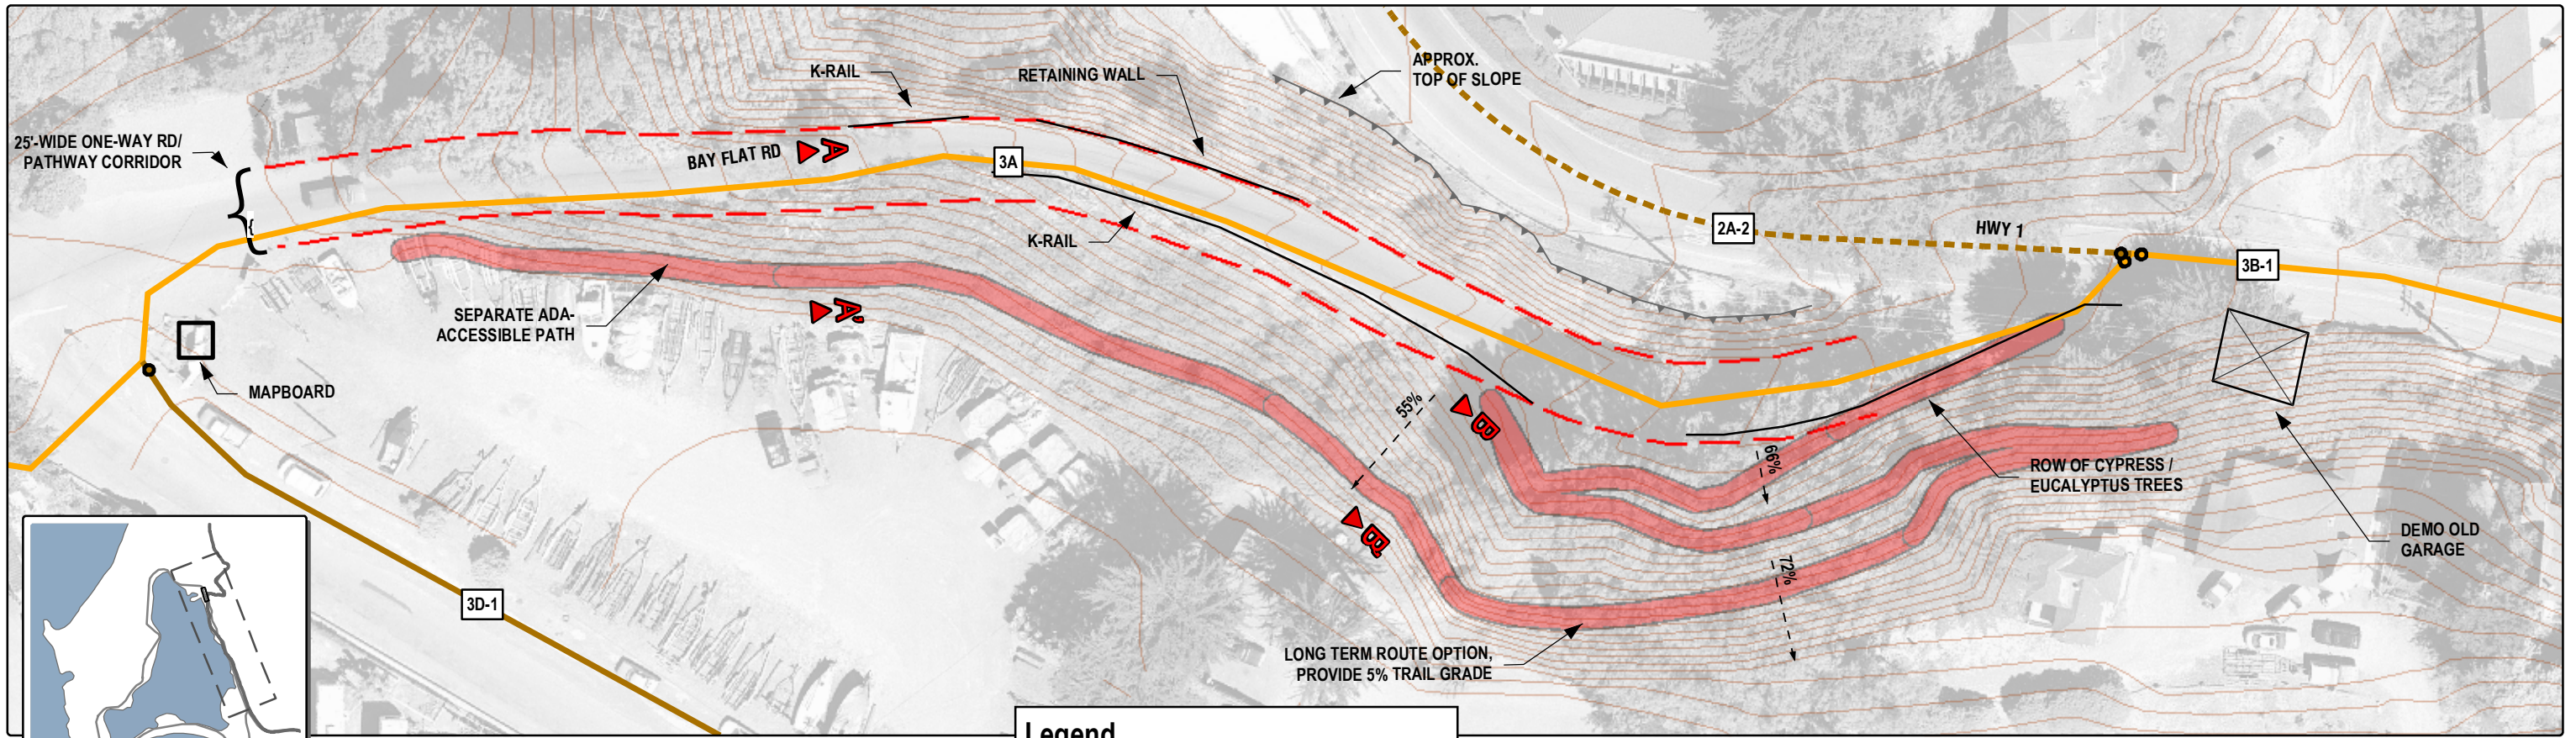 K-RAIL
RETAINING WALL
APPROX.
TOP OF SLOPE
25'-WIDE ONE-WAY RD/
PATHWAY CORRIDOR
BAY FLAT RD
A
3A
K-RAIL
2A-2
HWY 1
3B-1
SEPARATE ADA-
ACCESSIBLE PATH
A'
MAPBOARD
55%
B
66%
ROW OF CYPRESS /
EUCALYPTUS TREES
B'
DEMO OLD
GARAGE
72%
3D-1
LONG TERM ROUTE OPTION,
PROVIDE 5% TRAIL GRADE
Legend